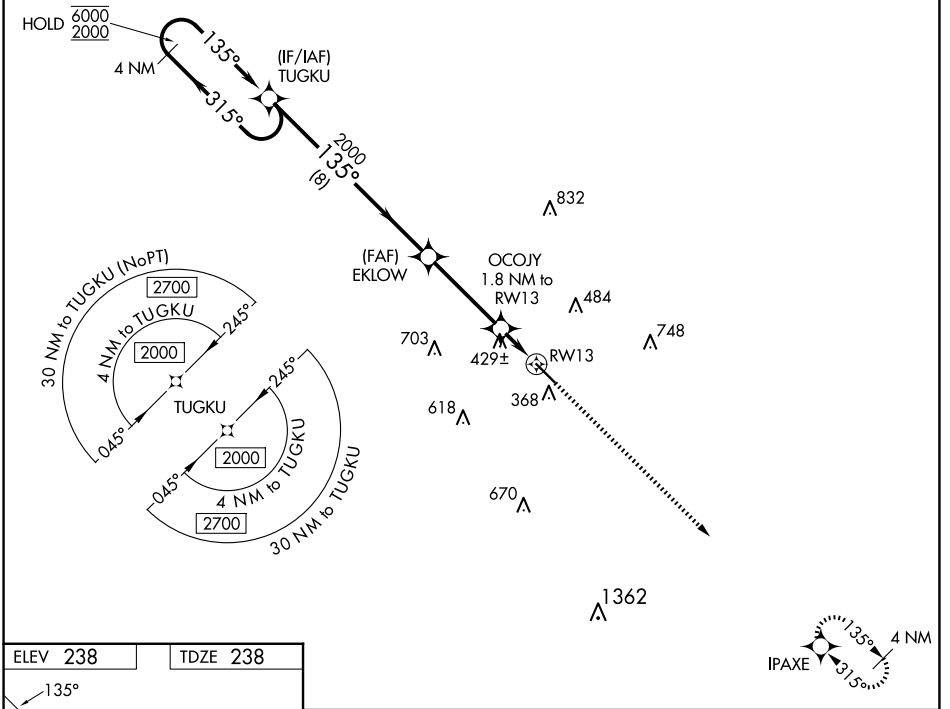 HOLD 6000
2000
4 NM
135°
315°
(IF/IAF)
TUGKU
2000
135°
(8)
832
(FAF)
EKLOW
OCOJY
1.8 NM to
RW13
484
703
429±
748
RW13
368
618
670
1362
30 NM to TUGKU (NoPT)
2700
4 NM to TUGKU
2000
245°
045°
TUGKU
245°
045°
2000
4 NM to TUGKU
2700
30 NM to TUGKU
IPAXE
135°
315°
4 NM
ELEV 238
TDZE 238
135°